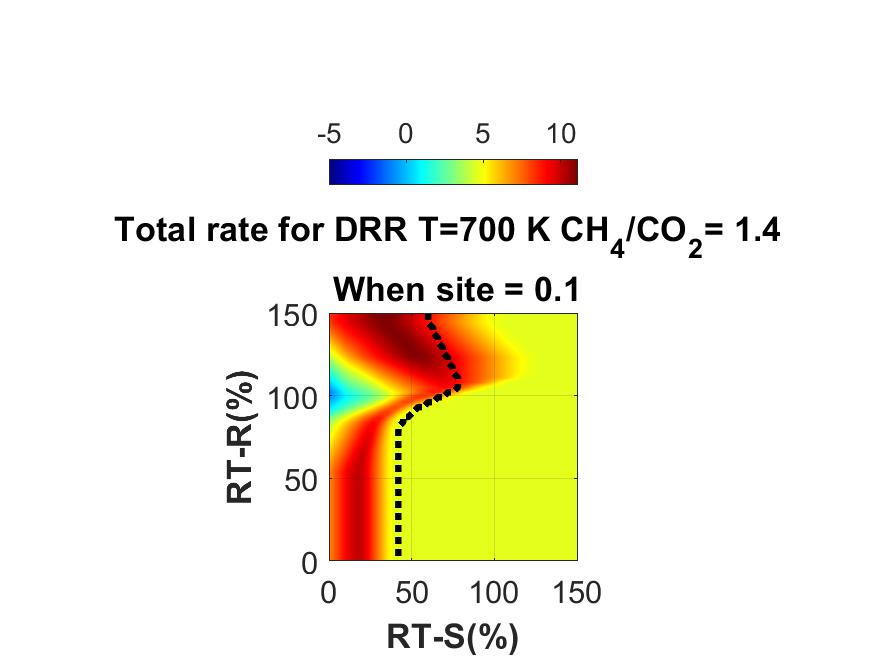 -5 0 5 10
Total rate for DRR T=700 K CH4/CO2= 1.4
When site = 0.1
150
100
50
0
RT-R(%)
0 50 100 150
RT-S(%)